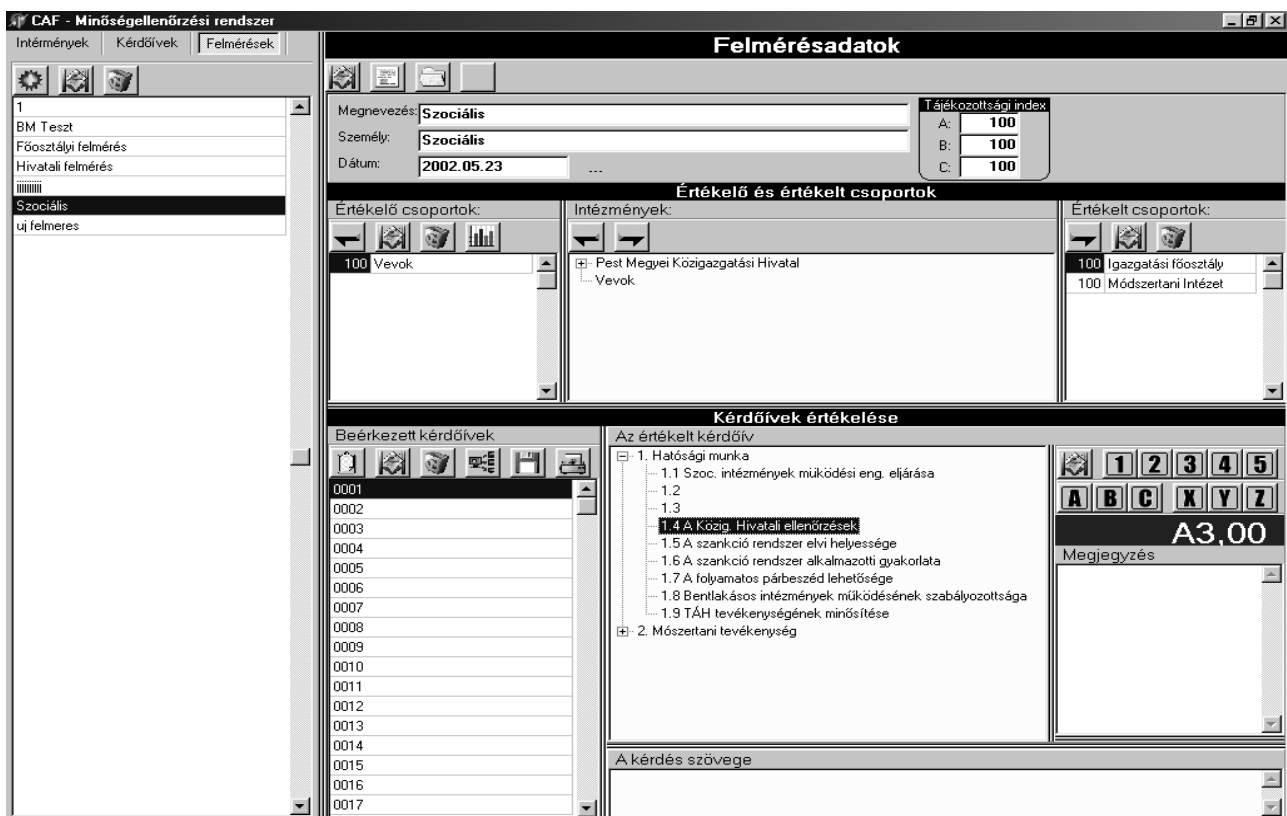 CAF - Minőségellenőrzési rendszer
Intérmények Kérdőívek Felmérések
1
BM Teszt
Főosztályi felmérés
Hivatali felmérés
Szociális
uj felmeres
Felmérésadatok
Megnevezés: Szociális
Személy: Szociális
Dátum: 2002.05.23 ...
Tájékozottsági index
A: 100
B: 100
C: 100
Értékelő és értékelt csoportok
Értékelő csoportok:
100 Vevok
Intézmények:
Pest Megyei Közigazgatási Hivatal
Vevok
Értékelt csoportok:
100 Igazgatási főosztály
100 Módszertani Intézet
Kérdőívek értékelése
Beérkezett kérdőívek
0001
0002
0003
0004
0005
0006
0007
0008
0009
0010
0011
0012
0013
0014
0015
0016
0017
Az értékelt kérdőív
1. Hatósági munka
1.1 Szoc. intézmények müködési eng. eljárása
1.2
1.3
1.4 A Közig. Hivatali ellenőrzések
1.5 A szankció rendszer elvi helyessége
1.6 A szankció rendszer alkalmazotti gyakorlata
1.7 A folyamatos párbeszéd lehetősége
1.8 Bentlakásos intézmények működésének szabályozottsága
1.9 TÁH tevékenységének minősítése
2. Mószertani tevékenység
1 2 3 4 5
A B C X Y Z
A3,00
Megjegyzés
A kérdés szövege